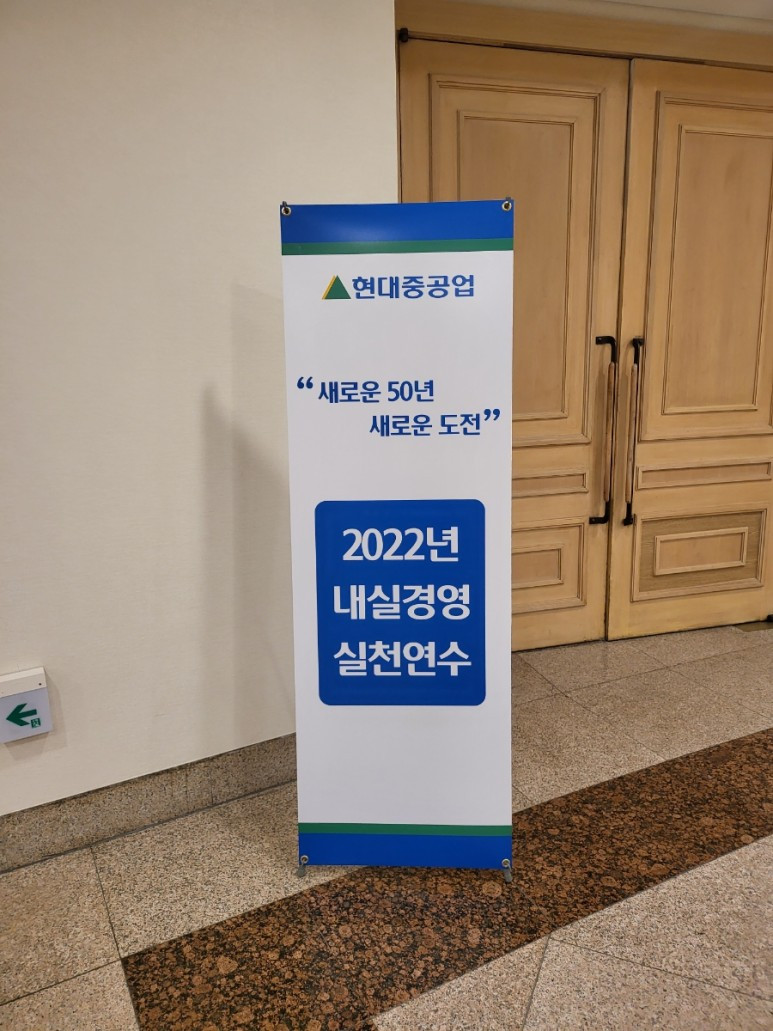 현대중공업
“새로운 50년
새로운 도전”
2022년
내실경영
실천연수